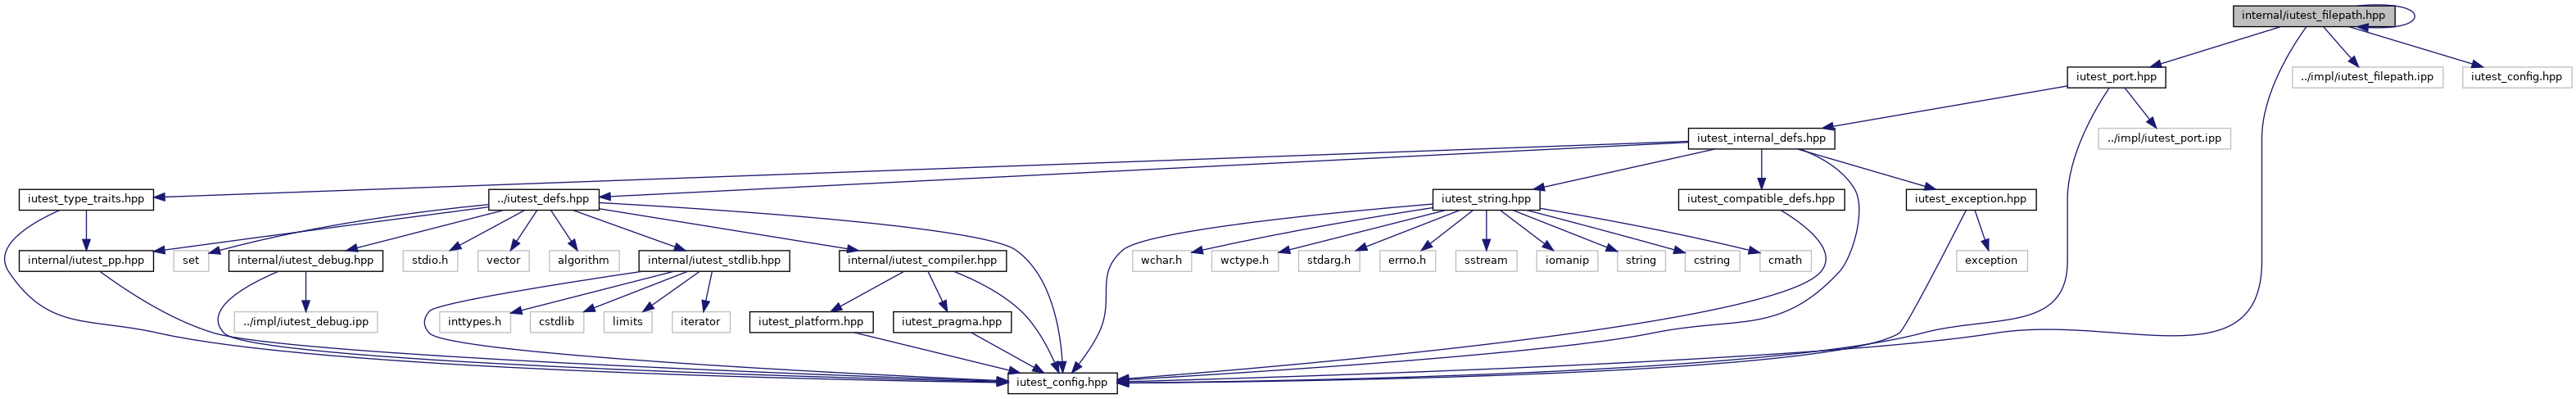 internal/iutest_filepath.hpp
iutest_port.hpp
../impl/iutest_filepath.ipp
iutest_config.hpp
iutest_internal_defs.hpp
../impl/iutest_port.ipp
iutest_type_traits.hpp
../iutest_defs.hpp
iutest_string.hpp
iutest_compatible_defs.hpp
iutest_exception.hpp
internal/iutest_pp.hpp
set
internal/iutest_debug.hpp
stdio.h
vector
algorithm
internal/iutest_stdlib.hpp
internal/iutest_compiler.hpp
wchar.h
wctype.h
stdarg.h
errno.h
sstream
iomanip
string
cstring
cmath
exception
../impl/iutest_debug.ipp
inttypes.h
cstdlib
limits
iterator
iutest_platform.hpp
iutest_pragma.hpp
iutest_config.hpp